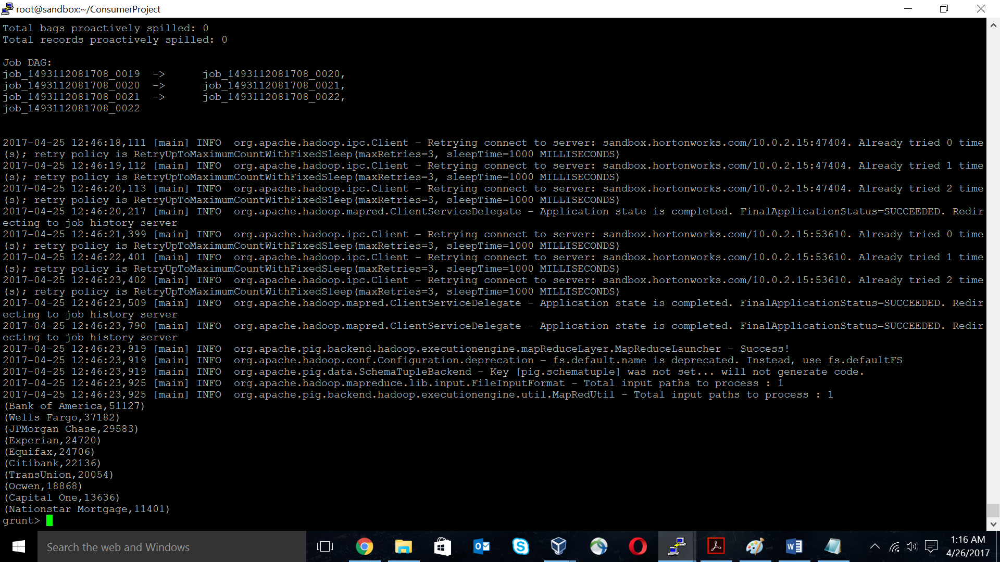 root@sandbox:~/ConsumerProject
Total bags proactively spilled: 0
Total records proactively spilled: 0
Job DAG:
job_1493112081708_0019  ->      job_1493112081708_0020,
job_1493112081708_0020  ->      job_1493112081708_0021,
job_1493112081708_0021  ->      job_1493112081708_0022,
job_1493112081708_0022
2017-04-25 12:46:18,111 [main] INFO  org.apache.hadoop.ipc.Client - Retrying connect to server: sandbox.hortonworks.com/10.0.2.15:47404. Already tried 0 time
(s); retry policy is RetryUpToMaximumCountWithFixedSleep(maxRetries=3, sleepTime=1000 MILLISECONDS)
2017-04-25 12:46:19,112 [main] INFO  org.apache.hadoop.ipc.Client - Retrying connect to server: sandbox.hortonworks.com/10.0.2.15:47404. Already tried 1 time
(s); retry policy is RetryUpToMaximumCountWithFixedSleep(maxRetries=3, sleepTime=1000 MILLISECONDS)
2017-04-25 12:46:20,113 [main] INFO  org.apache.hadoop.ipc.Client - Retrying connect to server: sandbox.hortonworks.com/10.0.2.15:47404. Already tried 2 time
(s); retry policy is RetryUpToMaximumCountWithFixedSleep(maxRetries=3, sleepTime=1000 MILLISECONDS)
2017-04-25 12:46:20,217 [main] INFO  org.apache.hadoop.mapred.ClientServiceDelegate - Application state is completed. FinalApplicationStatus=SUCCEEDED. Redir
ecting to job history server
2017-04-25 12:46:21,399 [main] INFO  org.apache.hadoop.ipc.Client - Retrying connect to server: sandbox.hortonworks.com/10.0.2.15:53610. Already tried 0 time
(s); retry policy is RetryUpToMaximumCountWithFixedSleep(maxRetries=3, sleepTime=1000 MILLISECONDS)
2017-04-25 12:46:22,401 [main] INFO  org.apache.hadoop.ipc.Client - Retrying connect to server: sandbox.hortonworks.com/10.0.2.15:53610. Already tried 1 time
(s); retry policy is RetryUpToMaximumCountWithFixedSleep(maxRetries=3, sleepTime=1000 MILLISECONDS)
2017-04-25 12:46:23,402 [main] INFO  org.apache.hadoop.ipc.Client - Retrying connect to server: sandbox.hortonworks.com/10.0.2.15:53610. Already tried 2 time
(s); retry policy is RetryUpToMaximumCountWithFixedSleep(maxRetries=3, sleepTime=1000 MILLISECONDS)
2017-04-25 12:46:23,509 [main] INFO  org.apache.hadoop.mapred.ClientServiceDelegate - Application state is completed. FinalApplicationStatus=SUCCEEDED. Redir
ecting to job history server
2017-04-25 12:46:23,790 [main] INFO  org.apache.hadoop.mapred.ClientServiceDelegate - Application state is completed. FinalApplicationStatus=SUCCEEDED. Redir
ecting to job history server
2017-04-25 12:46:23,919 [main] INFO  org.apache.pig.backend.hadoop.executionengine.mapReduceLayer.MapReduceLauncher - Success!
2017-04-25 12:46:23,919 [main] INFO  org.apache.hadoop.conf.Configuration.deprecation - fs.default.name is deprecated. Instead, use fs.defaultFS
2017-04-25 12:46:23,919 [main] INFO  org.apache.pig.data.SchemaTupleBackend - Key [pig.schematuple] was not set... will not generate code.
2017-04-25 12:46:23,925 [main] INFO  org.apache.hadoop.mapreduce.lib.input.FileInputFormat - Total input paths to process : 1
2017-04-25 12:46:23,925 [main] INFO  org.apache.pig.backend.hadoop.executionengine.util.MapRedUtil - Total input paths to process : 1
(Bank of America,51127)
(Wells Fargo,37182)
(JPMorgan Chase,29583)
(Experian,24720)
(Equifax,24706)
(Citibank,22136)
(TransUnion,20054)
(Ocwen,18868)
(Capital One,13636)
(Nationstar Mortgage,11401)
grunt>
Search the web and Windows
1:16 AM
4/26/2017